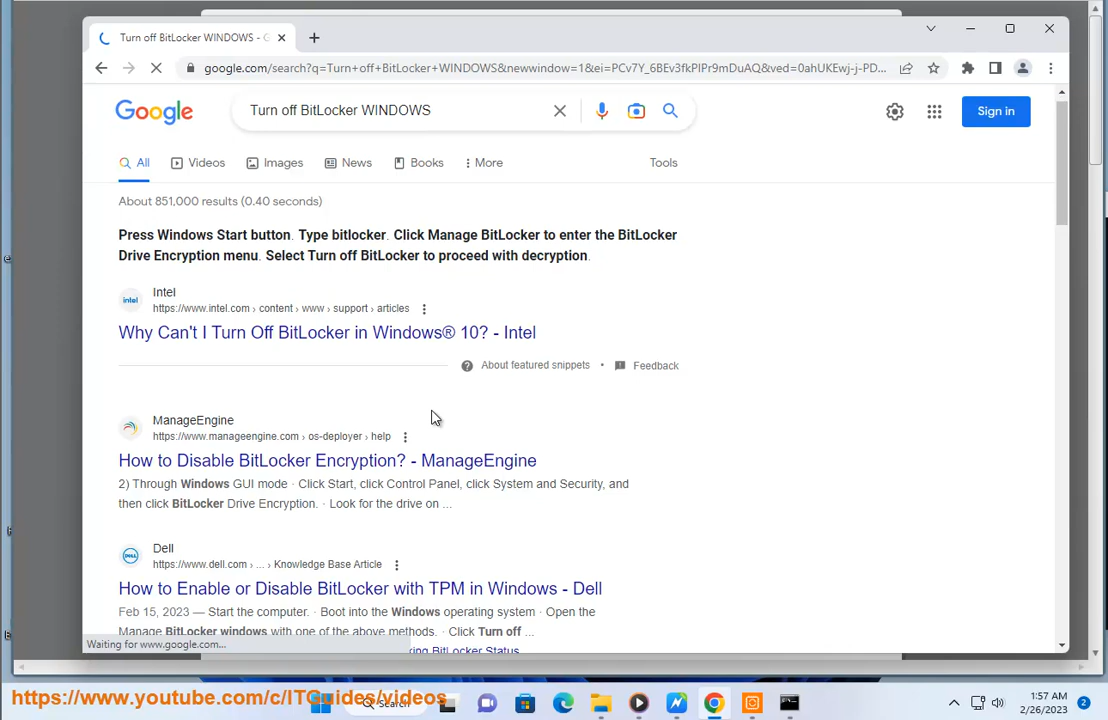 Turn off BitLocker WINDOWS - G
google.com/search?q=Turn+off+BitLocker+WINDOWS&newwindow=1&ei=PCv7Y_6BEv3fkPIPr9mDuAQ&ved=0ahUKEwj-j-PD...
Google
Turn off BitLocker WINDOWS
Sign in
All
Videos
Images
News
Books
More
Tools
About 851,000 results (0.40 seconds)
Press Windows Start button. Type bitlocker. Click Manage BitLocker to enter the BitLocker
Drive Encryption menu. Select Turn off BitLocker to proceed with decryption.
intel
Intel
https://www.intel.com › content › www › support › articles
Why Can't I Turn Off BitLocker in Windows® 10? - Intel
About featured snippets
•
Feedback
ManageEngine
https://www.manageengine.com › os-deployer › help
How to Disable BitLocker Encryption? - ManageEngine
2) Through Windows GUI mode · Click Start, click Control Panel, click System and Security, and
then click BitLocker Drive Encryption. · Look for the drive on ...
DELL
Dell
https://www.dell.com › ... › Knowledge Base Article
How to Enable or Disable BitLocker with TPM in Windows - Dell
Feb 15, 2023 — Start the computer. · Boot into the Windows operating system · Open the
Manage BitLocker windows with one of the above methods. · Click Turn off ...
BitLocker Status
Waiting for www.google.com...
https://www.youtube.com/c/ITGuides/videos
Search
1:57 AM
2/26/2023
2